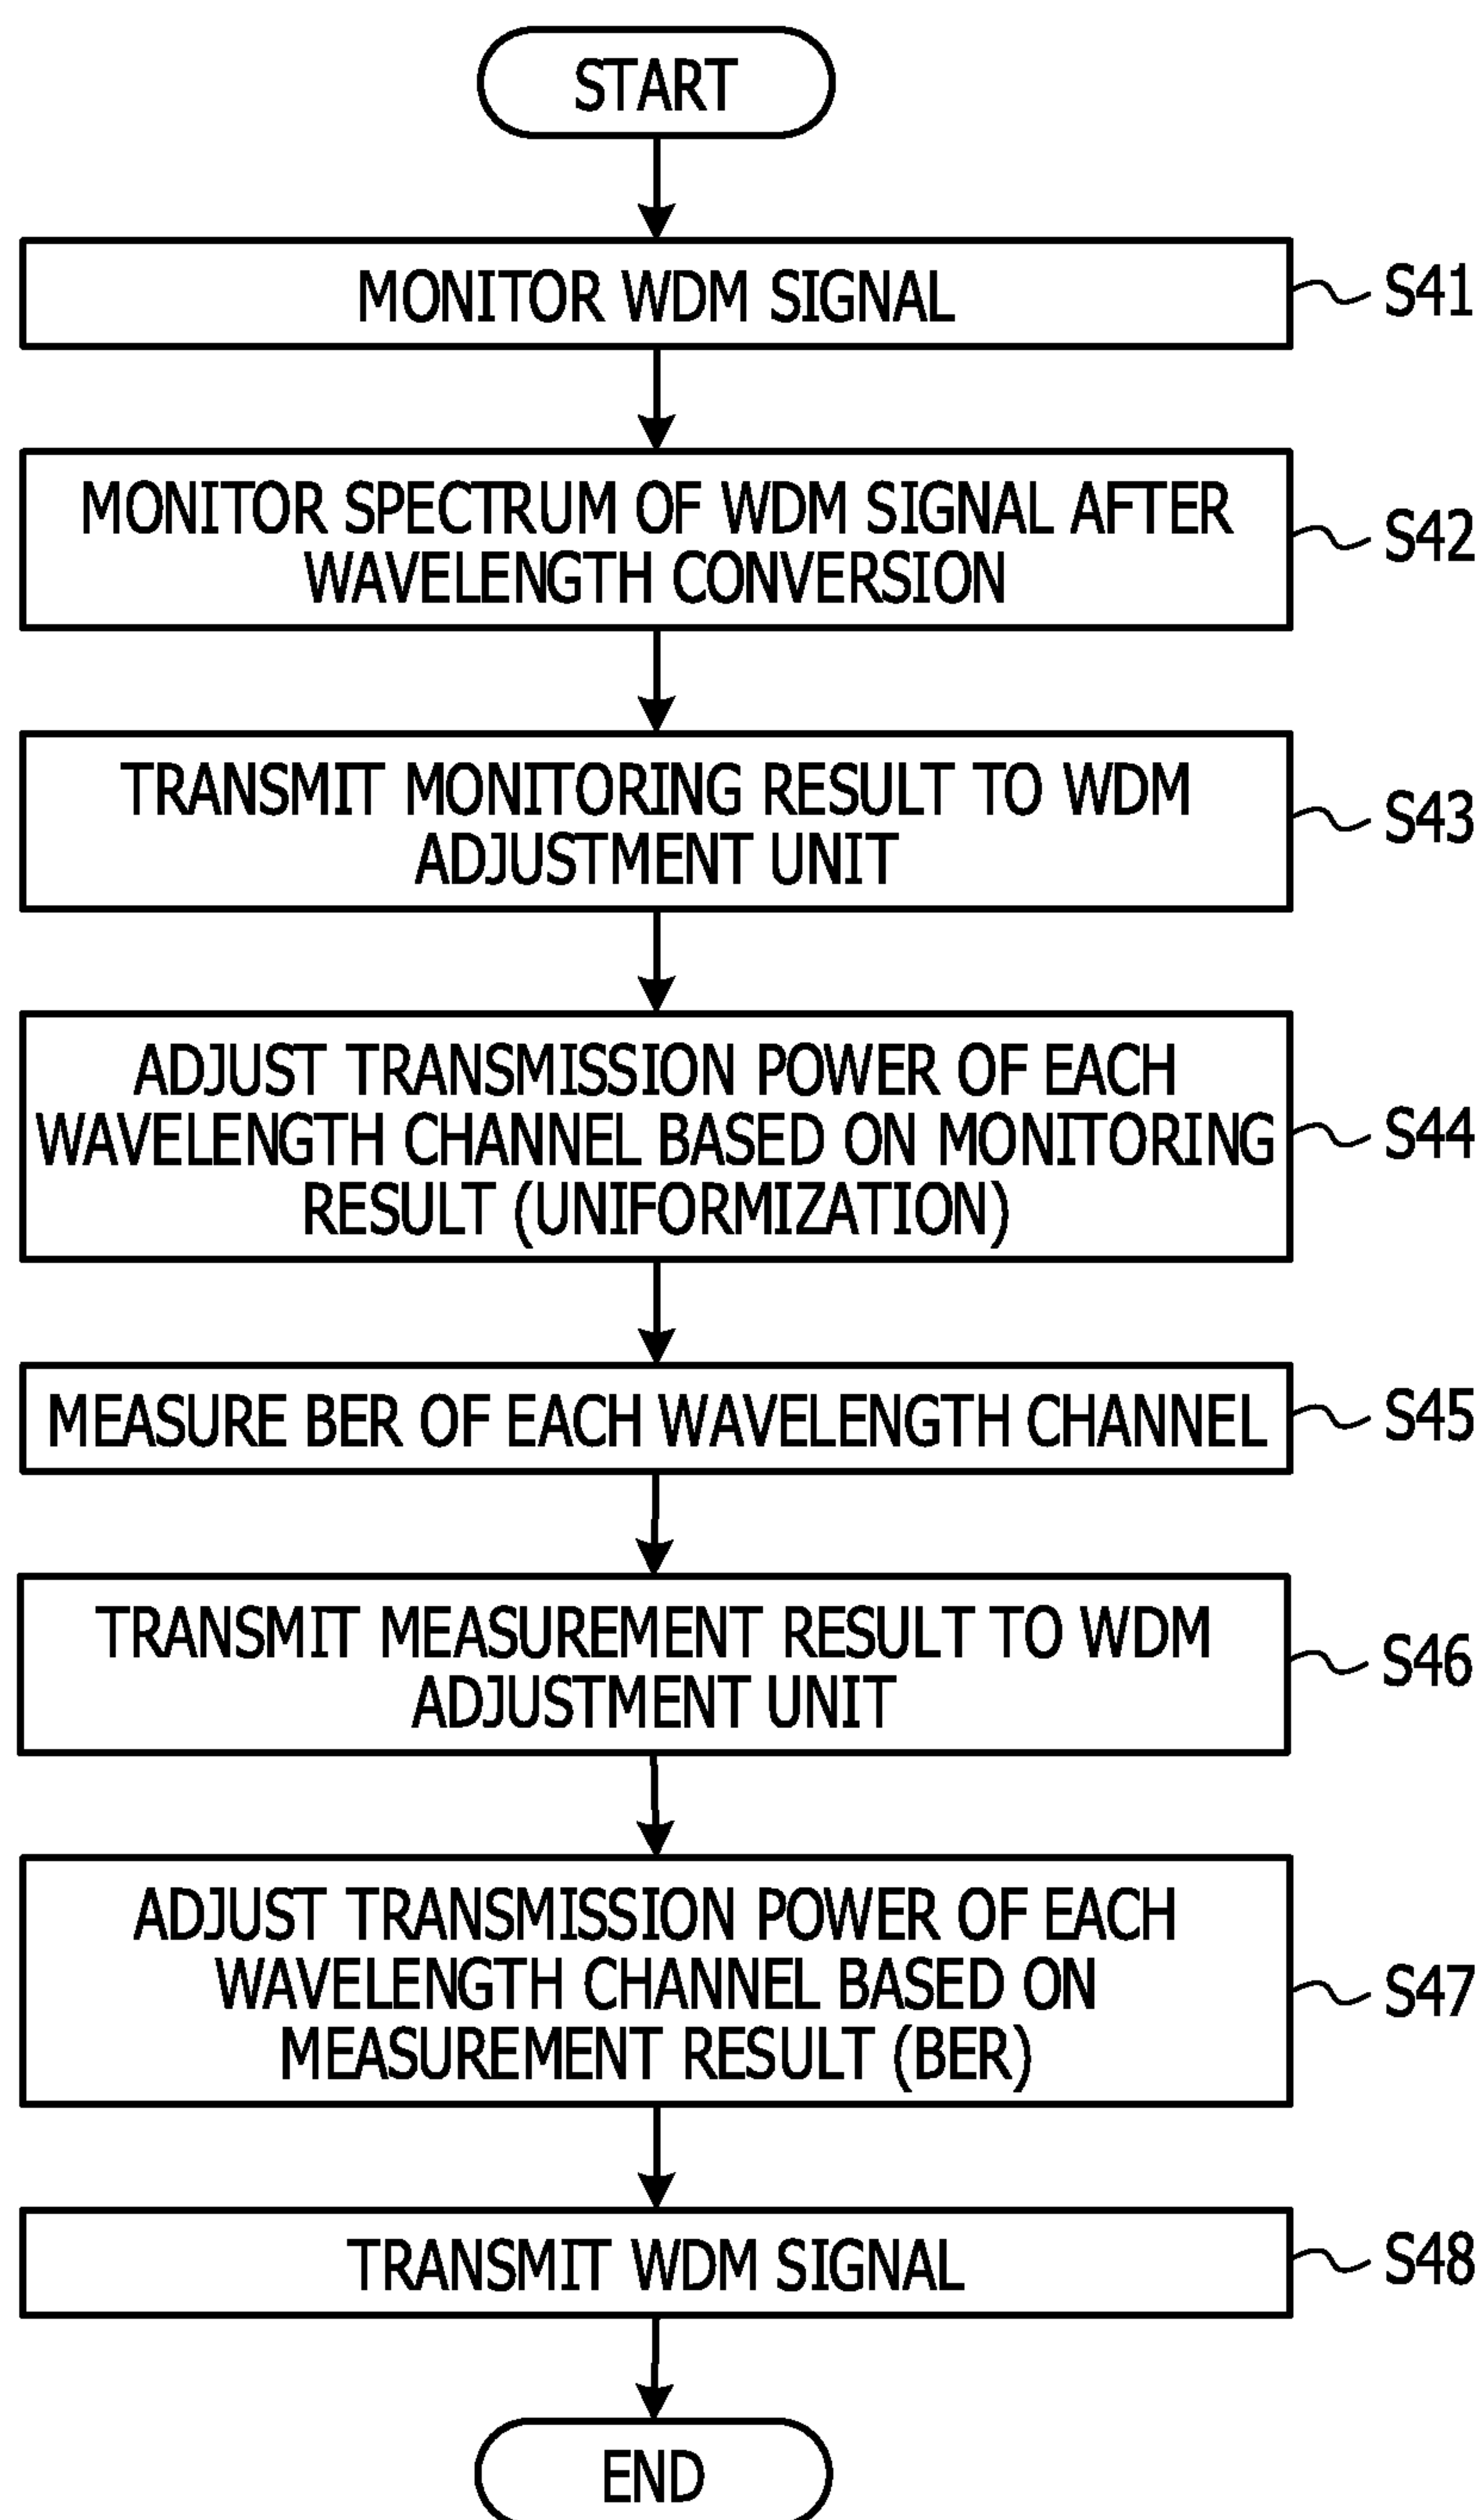 START
MONITOR WDM SIGNAL
S41
MONITOR SPECTRUM OF WDM SIGNAL AFTER
WAVELENGTH CONVERSION
S42
TRANSMIT MONITORING RESULT TO WDM
ADJUSTMENT UNIT
S43
ADJUST TRANSMISSION POWER OF EACH
WAVELENGTH CHANNEL BASED ON MONITORING
RESULT (UNIFORMIZATION)
S44
MEASURE BER OF EACH WAVELENGTH CHANNEL
S45
TRANSMIT MEASUREMENT RESULT TO WDM
ADJUSTMENT UNIT
S46
ADJUST TRANSMISSION POWER OF EACH
WAVELENGTH CHANNEL BASED ON
MEASUREMENT RESULT (BER)
S47
TRANSMIT WDM SIGNAL
S48
END